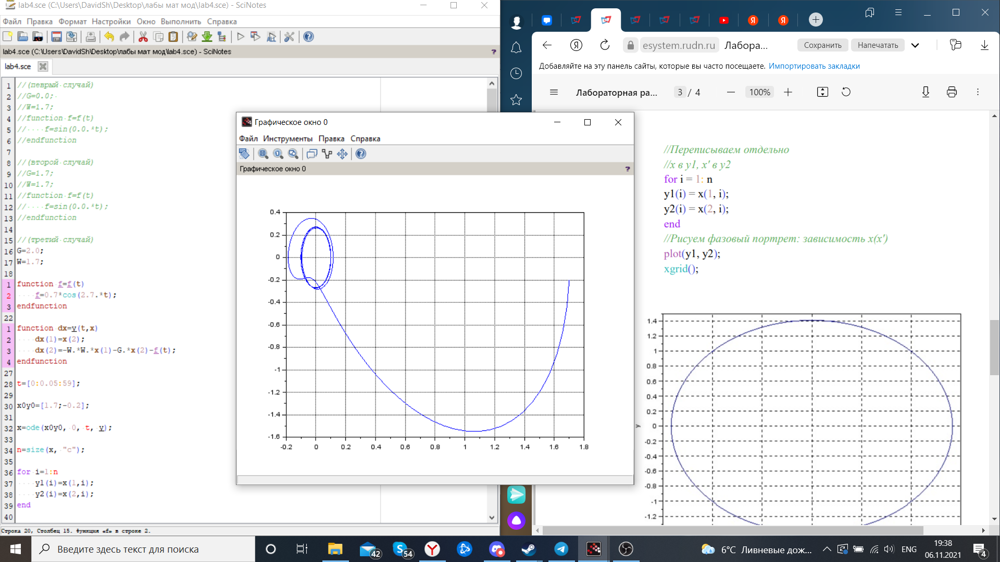 lab4.sce (C:\Users\DavidSh\Desktop\лабы мат мод\lab4.sce) - SciNotes
Файл Правка Формат Настройки Окно Выполнить Справка
lab4.sce (C:\Users\DavidSh\Desktop\лабы мат мод\lab4.sce) - SciNotes
?
lab4.sce
1 //(певрый случай)
2 //G=0.0;
3 //W=1.7;
4 //function f=f(t)
5 //    f=sin(0.0.*t);
6 //endfunction
7
8 //(второй случай)
9 //G=1.7;
10 //W=1.7;
11 //function f=f(t)
12 //    f=sin(0.0.*t);
13 //endfunction
14
15 //(третий случай)
16 G=2.0;
17 W=1.7;
18
1 function f=f(t)
2     f=0.7*cos(2.7.*t);
3 endfunction
22
1 function dx=y(t,x)
2     dx(1)=x(2);
3     dx(2)=-W.*W.*x(1)-G.*x(2)-f(t);
4 endfunction
27
28 t=[0:0.05:59];
29
30 x0y0=[1.7;-0.2];
31
32 x=ode(x0y0, 0, t, y);
33
34 n=size(x, "c");
35
36 for i=1:n
37     y1(i)=x(1,i);
38     y2(i)=x(2,i);
39 end
40
Строка 20, Столбец 15. Функция «f» в строке 2.
Графическое окно 0
Файл Инструменты Правка Справка
Графическое окно 0
?
0.4
0.2
0
-0.2
-0.4
-0.6
-0.8
-1
-1.2
-1.4
-1.6
-0.2 0 0.2 0.4 0.6 0.8 1 1.2 1.4 1.6 1.8
esystem.rudn.ru Лабора... Сохранить Напечатать
Добавляйте на эту панель сайты, которые вы часто посещаете. Импортировать закладки
Лабораторная ра... 3 / 4 100%
//Переписываем отдельно
//x в y1, x' в y2
for i = 1: n
y1(i) = x(1, i);
y2(i) = x(2, i);
end
//Рисуем фазовый портрет: зависимость x(x')
plot(y1, y2);
xgrid();
1.4
1.2
1
0.8
0.6
0.4
0.2
0
-0.2
-0.4
-0.6
-0.8
-1
-1.2
y
Введите здесь текст для поиска
42
54
6°C Ливневые дож...
ENG
19:38
06.11.2021
4